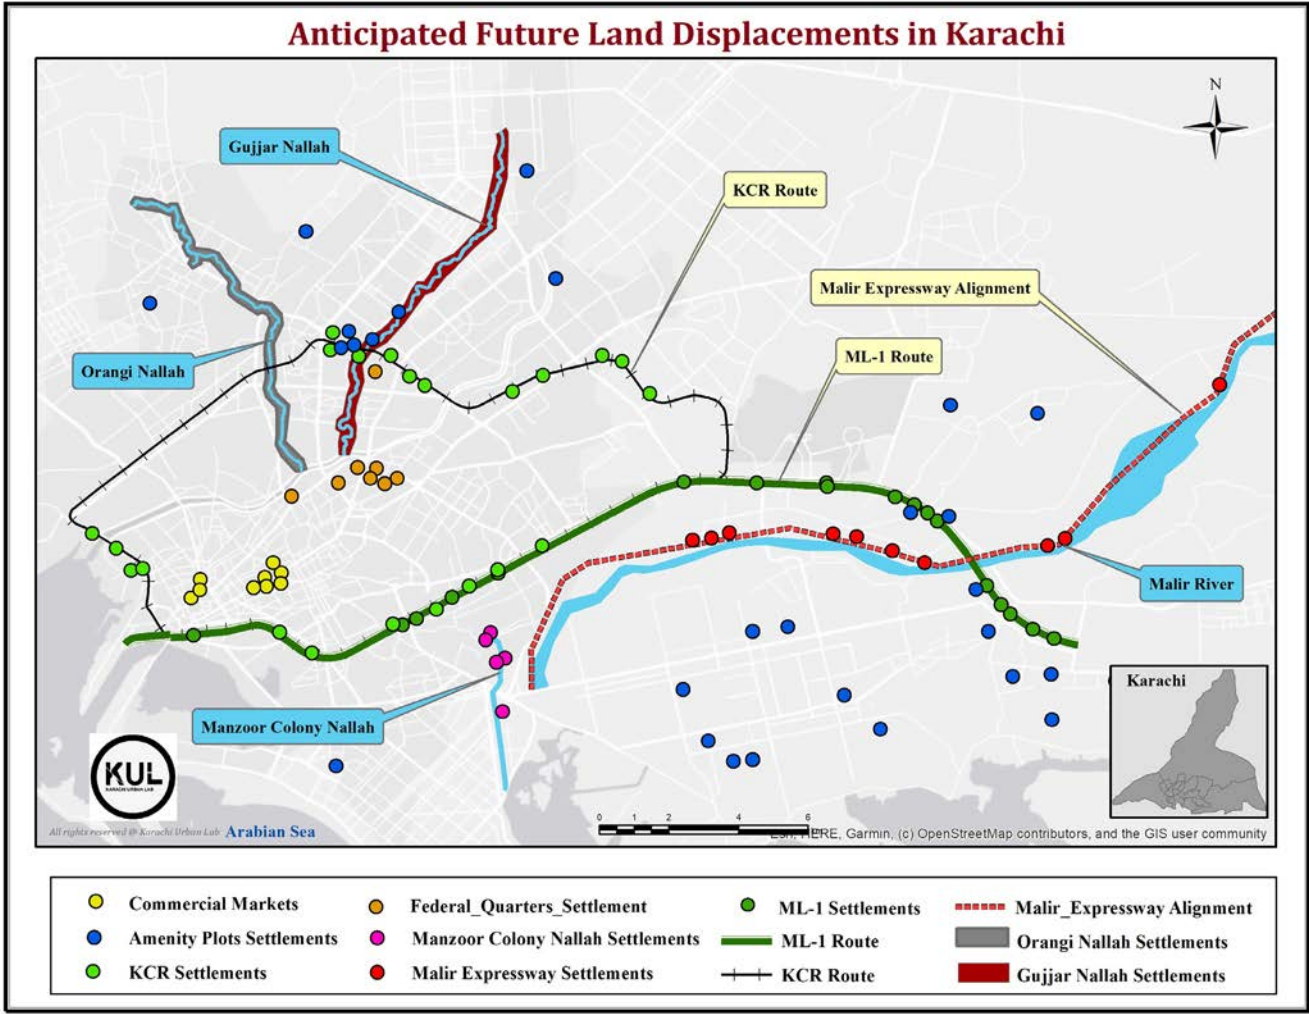 Anticipated Future Land Displacements in Karachi
N
Gujjar Nallah
KCR Route
Malir Expressway Alignment
ML-1 Route
Orangi Nallah
Malir River
Karachi
Manzoor Colony Nallah
KUL
KARACHI URBAN LAB
All rights reserved @ Karachi Urban Lab
Arabian Sea
0 1 2 4 6
Esri, HERE, Garmin, (c) OpenStreetMap contributors, and the GIS user community
Commercial Markets
Federal_Quarters_Settlement
ML-1 Settlements
Malir_Expressway Alignment
Amenity Plots Settlements
Manzoor Colony Nallah Settlements
ML-1 Route
Orangi Nallah Settlements
KCR Settlements
Malir Expressway Settlements
KCR Route
Gujjar Nallah Settlements